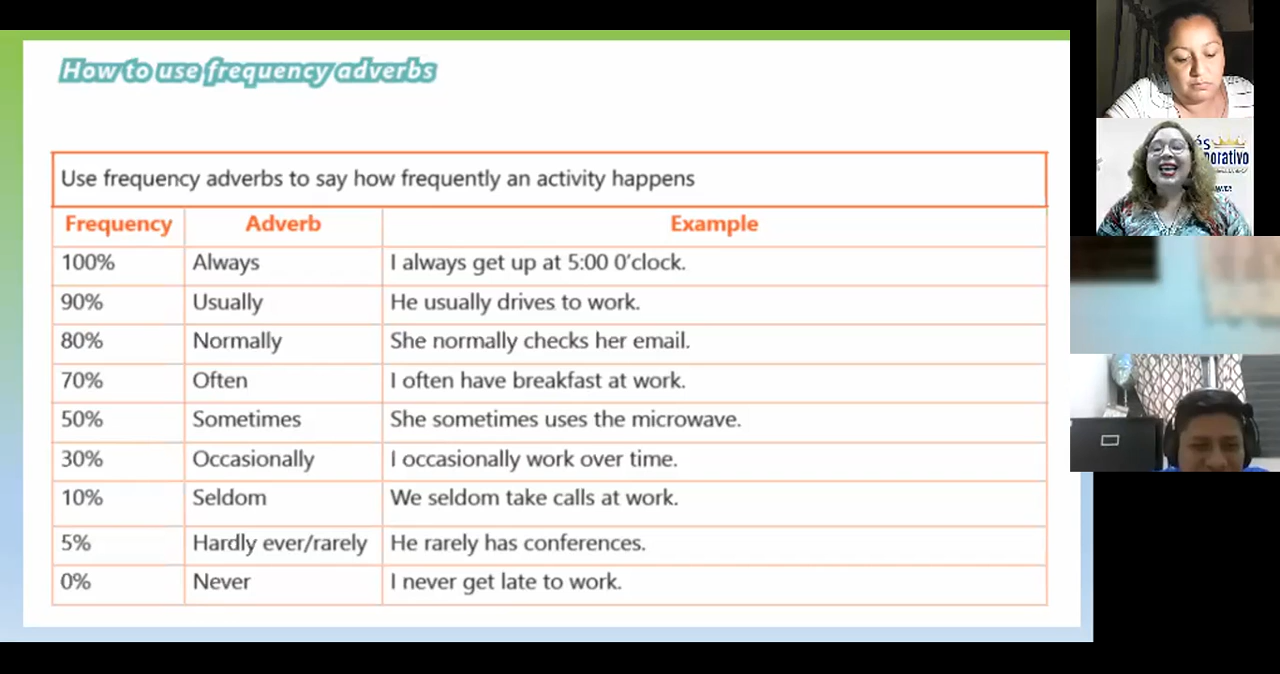 How to use frequency adverbs
Use frequency adverbs to say how frequently an activity happens
Frequency Adverb Example
100% Always I always get up at 5:00 0'clock.
90% Usually He usually drives to work.
80% Normally She normally checks her email.
70% Often I often have breakfast at work.
50% Sometimes She sometimes uses the microwave.
30% Occasionally I occasionally work over time.
10% Seldom We seldom take calls at work.
5% Hardly ever/rarely He rarely has conferences.
0% Never I never get late to work.